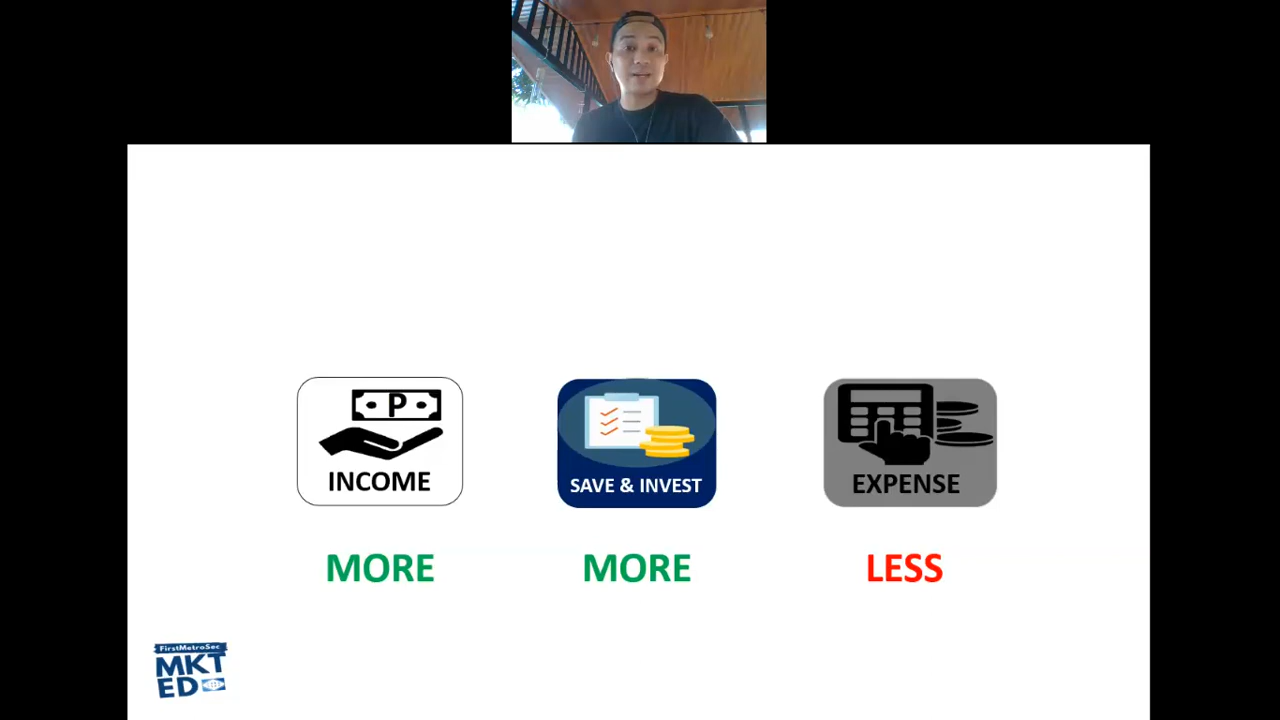 P
INCOME
SAVE & INVEST
EXPENSE
MORE
MORE
LESS
FirstMetroSec
MKT
ED